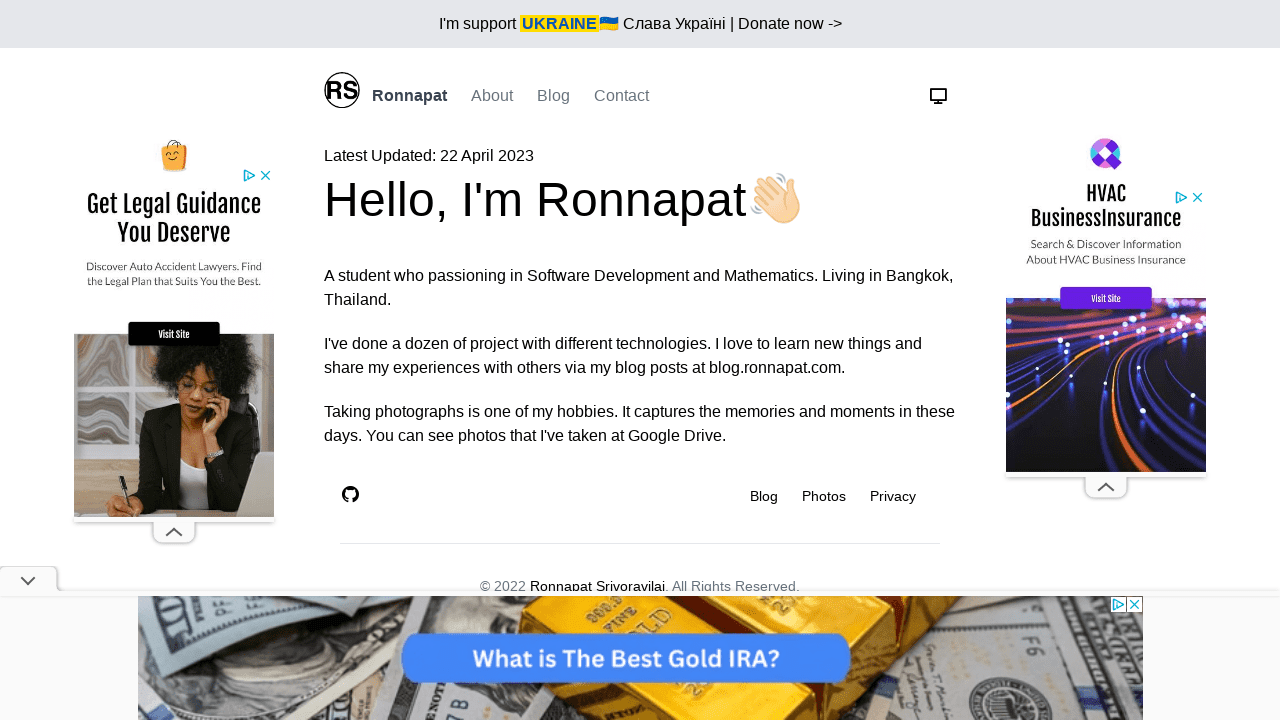 I'm support UKRAINE🇺🇦 Слава Україні | Donate now ->
RS Ronnapat About Blog Contact
Latest Updated: 22 April 2023
Hello, I'm Ronnapat👋🏻
A student who passioning in Software Development and Mathematics. Living in Bangkok,
Thailand.
I've done a dozen of project with different technologies. I love to learn new things and
share my experiences with others via my blog posts at blog.ronnapat.com.
Taking photographs is one of my hobbies. It captures the memories and moments in these
days. You can see photos that I've taken at Google Drive.
Blog Photos Privacy
© 2022 Ronnapat Srivoravilai. All Rights Reserved.
Get Legal Guidance
You Deserve
Discover Auto Accident Lawyers. Find
the Legal Plan that Suits You the Best.
Visit Site
HVAC
BusinessInsurance
Search & Discover Information
About HVAC Business Insurance
Visit Site
What is The Best Gold IRA?